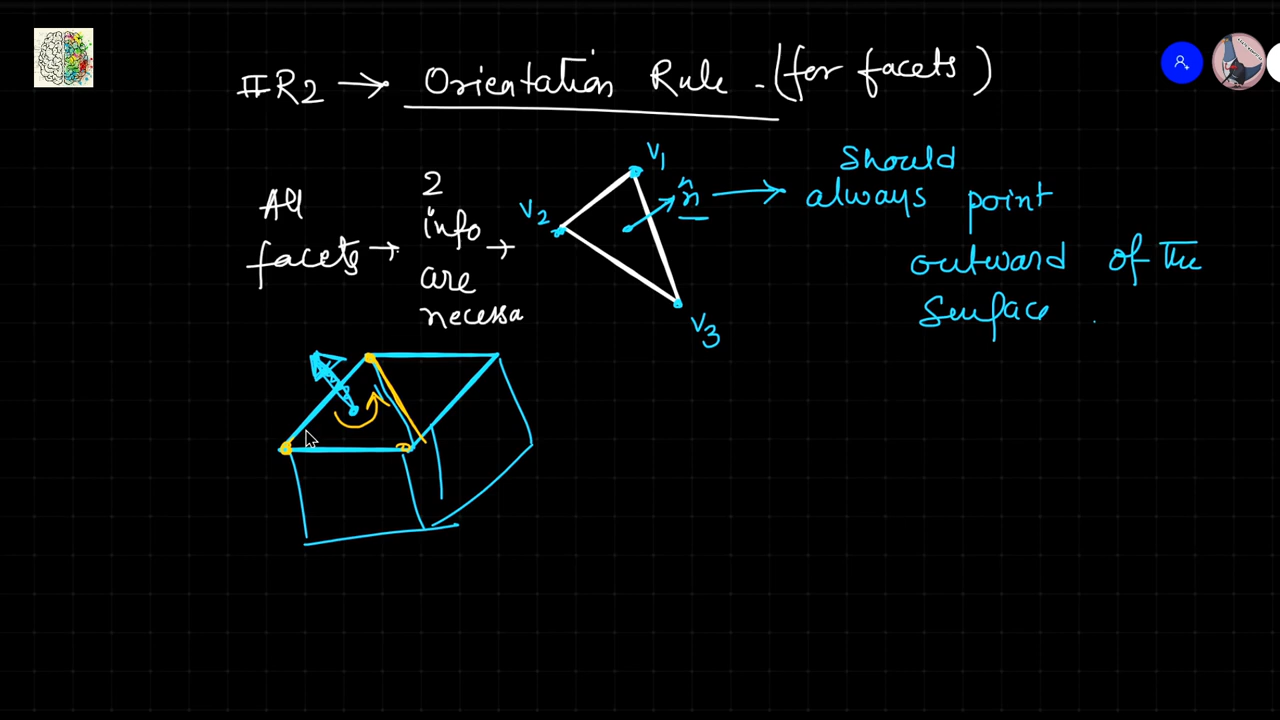 #R2 → Orientation Rule - (for facets)
All
facets →
2
info →
are
necessa
V1
V2
V3
n̂ →
Should
always point
outward of the
Surface.